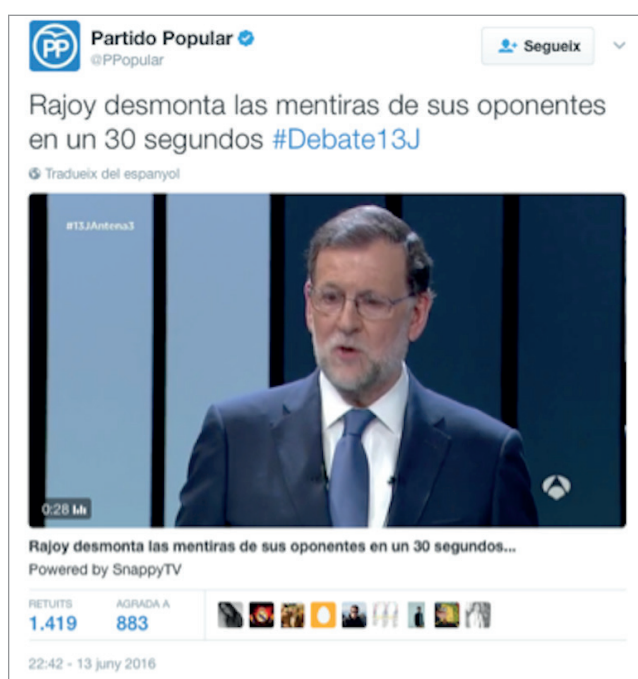 PP
Partido Popular
@PPopular
Segueix
Rajoy desmonta las mentiras de sus oponentes
en un 30 segundos #Debate13J
Tradueix del espanyol
#13JAntena3
0:28
Rajoy desmonta las mentiras de sus oponentes en un 30 segundos...
Powered by SnappyTV
RETUITS
AGRADA A
1.419
883
22:42 - 13 juny 2016